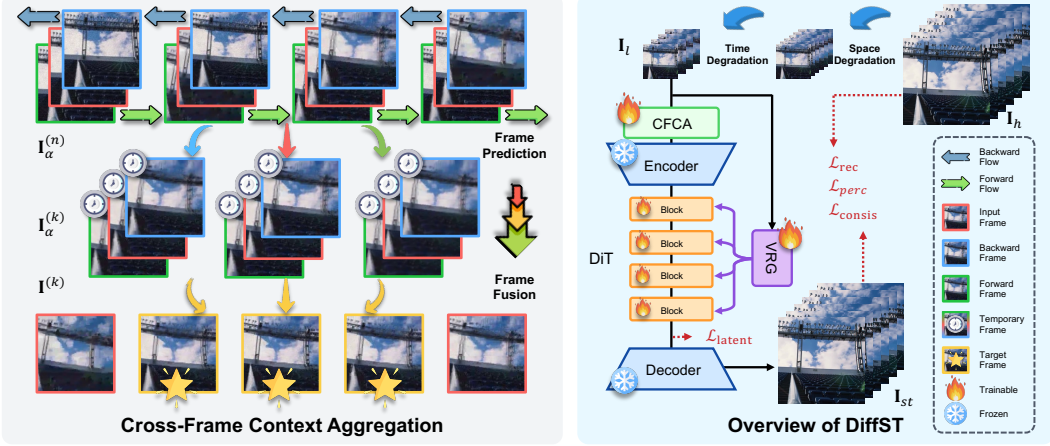 Frame
Prediction
I_α^(n)
I_α^(k)
I^(k)
Frame
Fusion
Cross-Frame Context Aggregation
I_l
Time
Degradation
Space
Degradation
I_h
CFCA
Encoder
Block
Block
Block
Block
DiT
VRG
ℒ_rec
ℒ_perc
ℒ_consis
ℒ_latent
Decoder
I_st
Overview of DiffST
Backward
Flow
Forward
Flow
Input
Frame
Backward
Frame
Forward
Frame
Temporary
Frame
Target
Frame
Trainable
Frozen